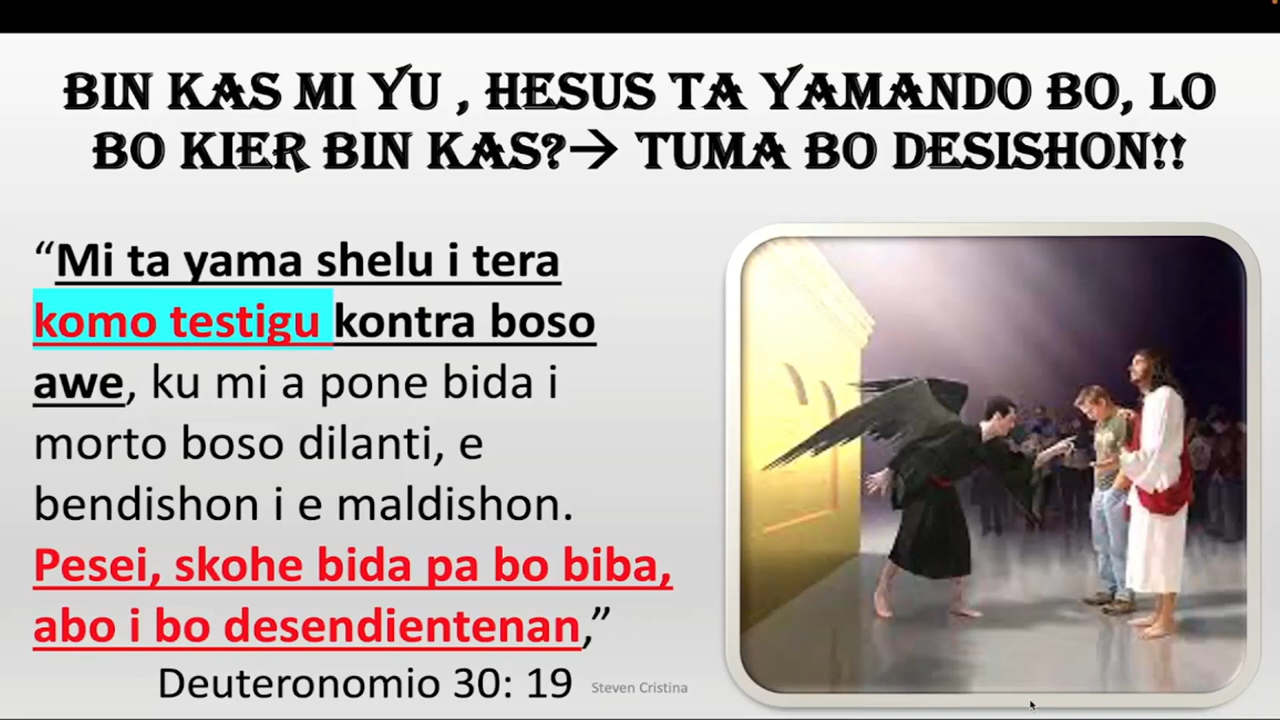 BIN KAS MI YU , HESUS TA YAMANDO BO, LO
BO KIER BIN KAS?→ TUMA BO DESISHON!!
“Mi ta yama shelu i tera
komo testigu kontra boso
awe, ku mi a pone bida i
morto boso dilanti, e
bendishon i e maldishon.
Pesei, skohe bida pa bo biba,
abo i bo desendientenan,”
Deuteronomio 30: 19
Steven Cristina